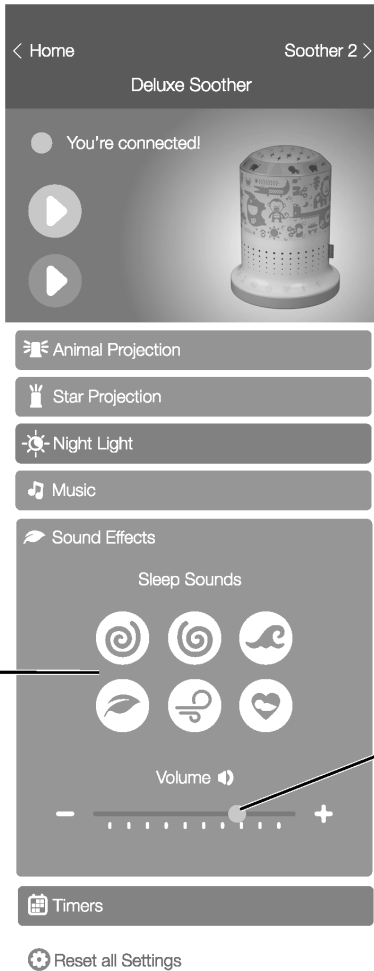 < Home
Soother 2 >
Deluxe Soother
You're connected!
Animal Projection
Star Projection
Night Light
Music
Sound Effects
Sleep Sounds
Volume
Timers
Reset all Settings